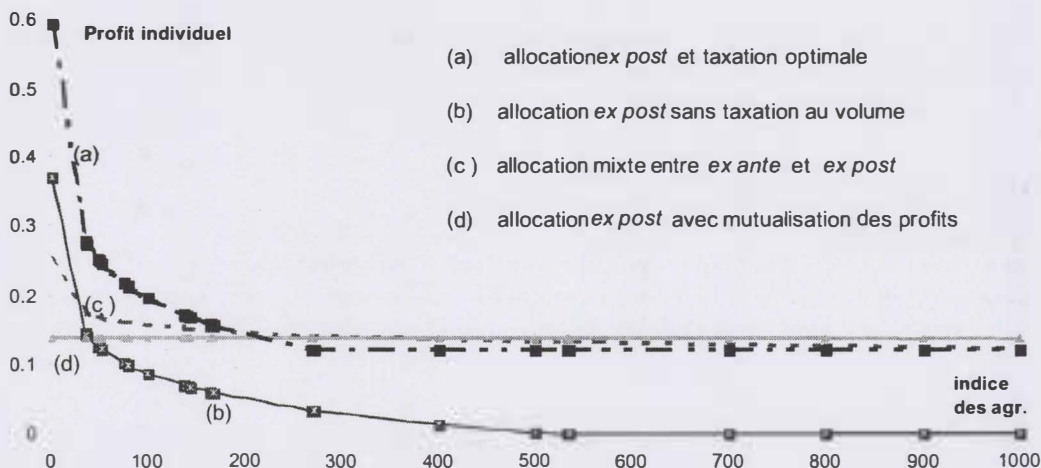 0.6
Profit individuel
(a) allocationex post et taxation optimale
0.5
(b) allocation ex post sans taxation au volume
0.4
(a)
(c ) allocation mixte entre ex ante et ex post
0.3
(d) allocationex post avec mutualisation des profits
0.2
(c)
0.1
(d)
(b)
indice
des agr.
0
0 100 200 300 400 500 600 700 800 900 1000